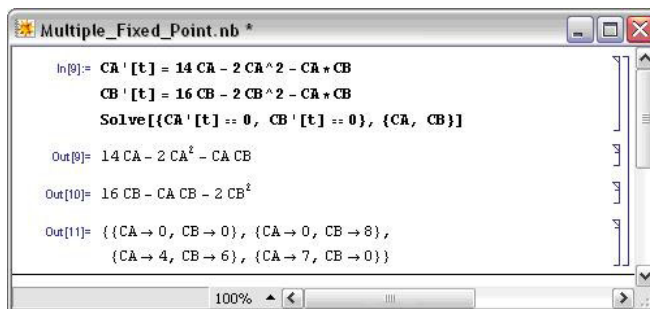 Multiple_Fixed_Point.nb *
In[9]:= CA'[t] = 14 CA - 2 CA^2 - CA*CB
CB'[t] = 16 CB - 2 CB^2 - CA*CB
Solve[{CA'[t] == 0, CB'[t] == 0}, {CA, CB}]
Out[9]= 14 CA - 2 CA² - CA CB
Out[10]= 16 CB - CA CB - 2 CB²
Out[11]= {{CA → 0, CB → 0}, {CA → 0, CB → 8},
{CA → 4, CB → 6}, {CA → 7, CB → 0}}
100%